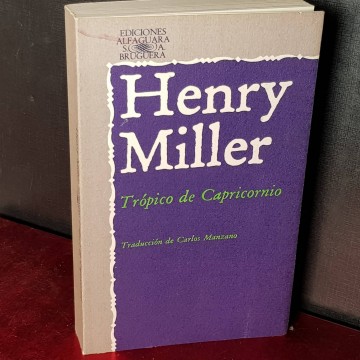 EDICIONES
ALFAGUARA
S. A.
BRUGUERA
Henry
Miller
Trópico de Capricornio
Traducción de Carlos Manzano